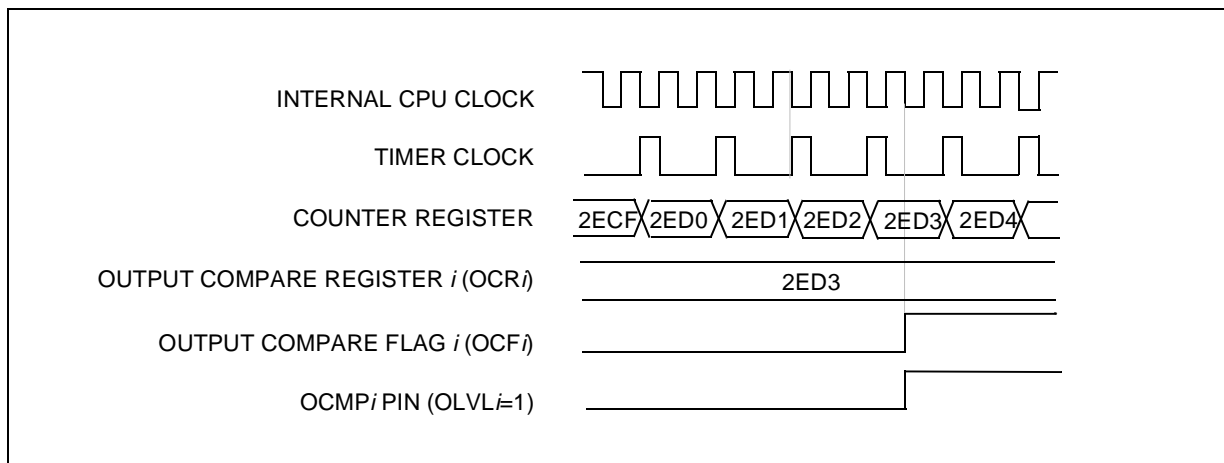 INTERNAL CPU CLOCK
TIMER CLOCK
COUNTER REGISTER 2ECF 2ED0 2ED1 2ED2 2ED3 2ED4
OUTPUT COMPARE REGISTER i (OCRi) 2ED3
OUTPUT COMPARE FLAG i (OCFi)
OCMPi PIN (OLVLi=1)